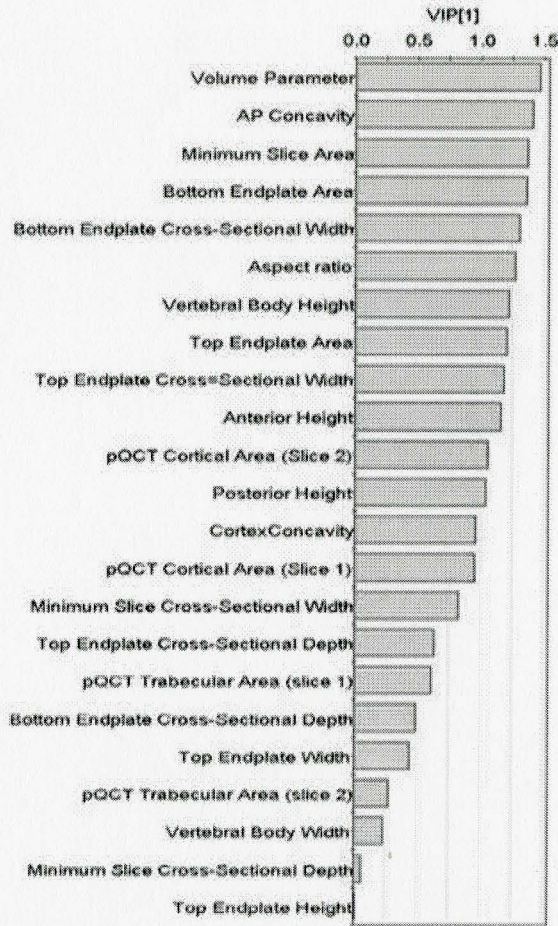 VIP[1]
0.0 0.5 1.0 1.5
Volume Parameter
AP Concavity
Minimum Slice Area
Bottom Endplate Area
Bottom Endplate Cross-Sectional Width
Aspect ratio
Vertebral Body Height
Top Endplate Area
Top Endplate Cross=Sectional Width
Anterior Height
pQCT Cortical Area (Slice 2)
Posterior Height
CortexConcavity
pQCT Cortical Area (Slice 1)
Minimum Slice Cross-Sectional Width
Top Endplate Cross-Sectional Depth
pQCT Trabecular Area (slice 1)
Bottom Endplate Cross-Sectional Depth
Top Endplate Width
pQCT Trabecular Area (slice 2)
Vertebral Body Width
Minimum Slice Cross-Sectional Depth
Top Endplate Height